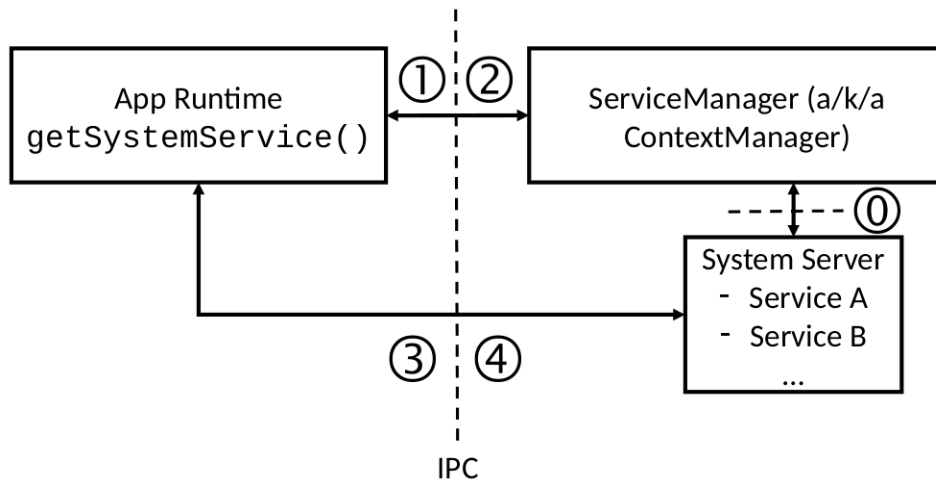 App Runtime
getSystemService()
①
②
ServiceManager (a/k/a
ContextManager)
⓪
System Server
- Service A
- Service B
...
③
④
IPC